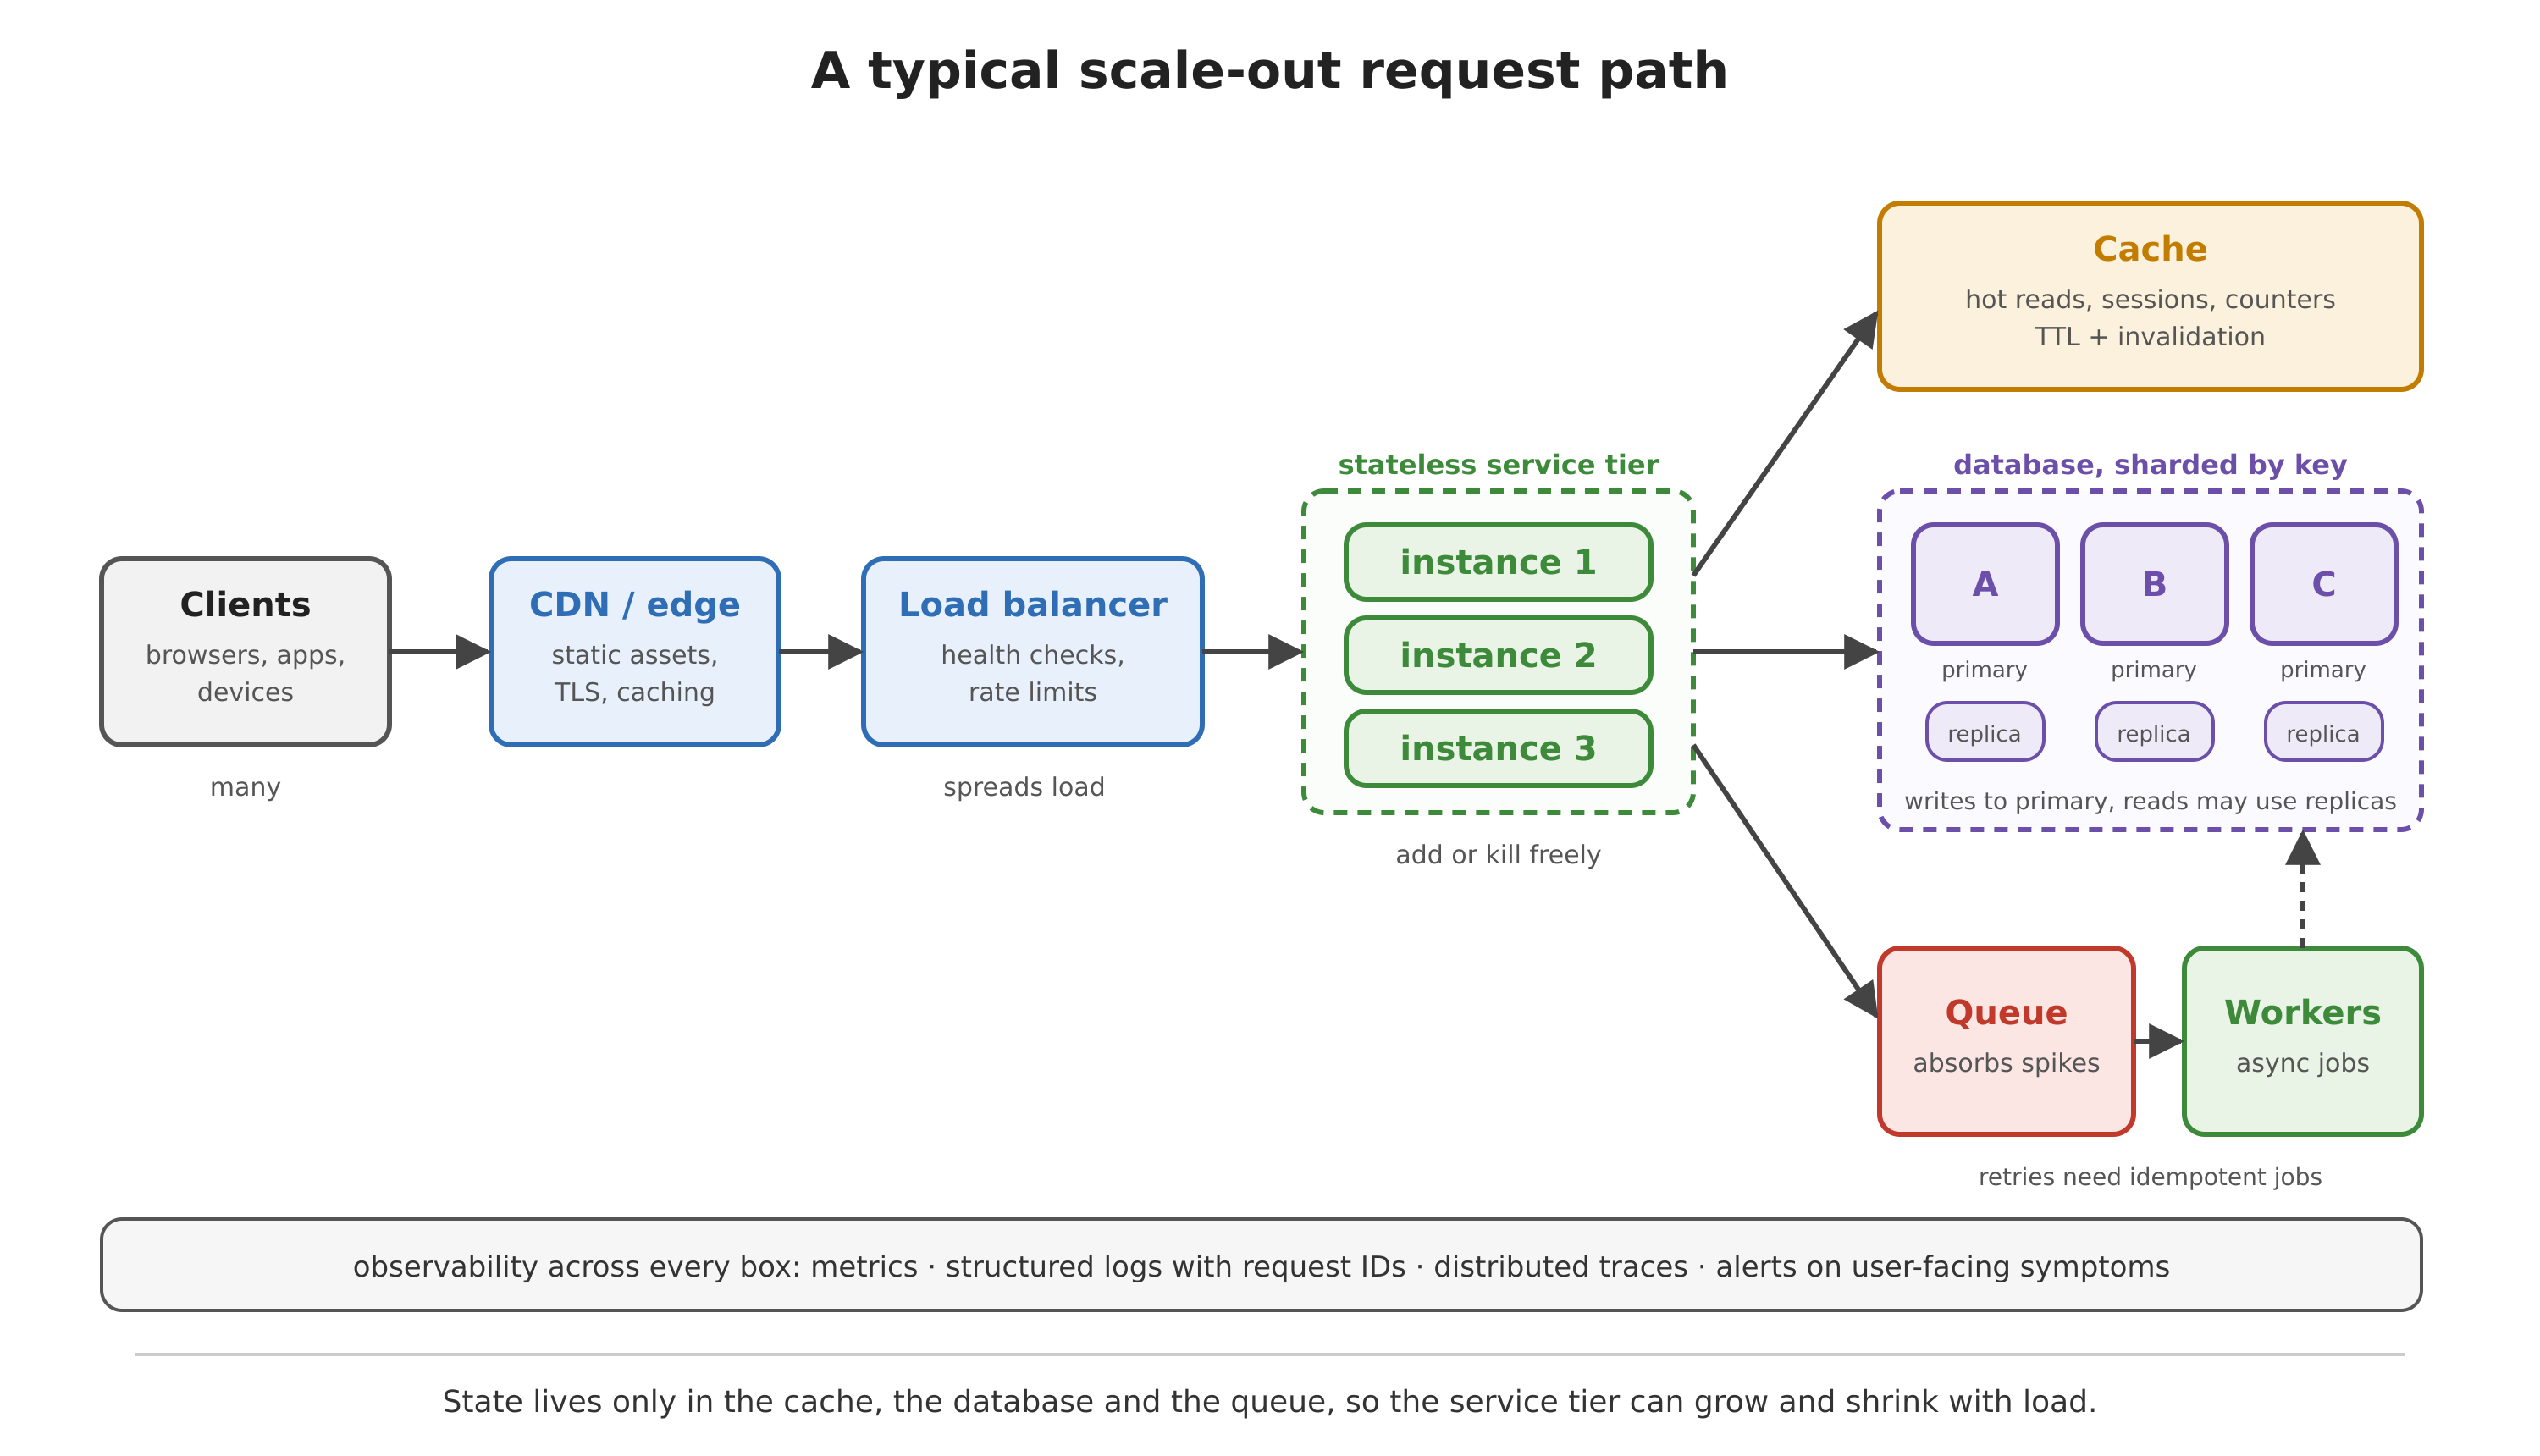 A typical scale-out request path
Clients
browsers, apps,
devices
many
CDN / edge
static assets,
TLS, caching
Load balancer
health checks,
rate limits
spreads load
stateless service tier
instance 1
instance 2
instance 3
add or kill freely
Cache
hot reads, sessions, counters
TTL + invalidation
database, sharded by key
A
B
C
primary
primary
primary
replica
replica
replica
writes to primary, reads may use replicas
Queue
absorbs spikes
Workers
async jobs
retries need idempotent jobs
observability across every box: metrics · structured logs with request IDs · distributed traces · alerts on user-facing symptoms
State lives only in the cache, the database and the queue, so the service tier can grow and shrink with load.